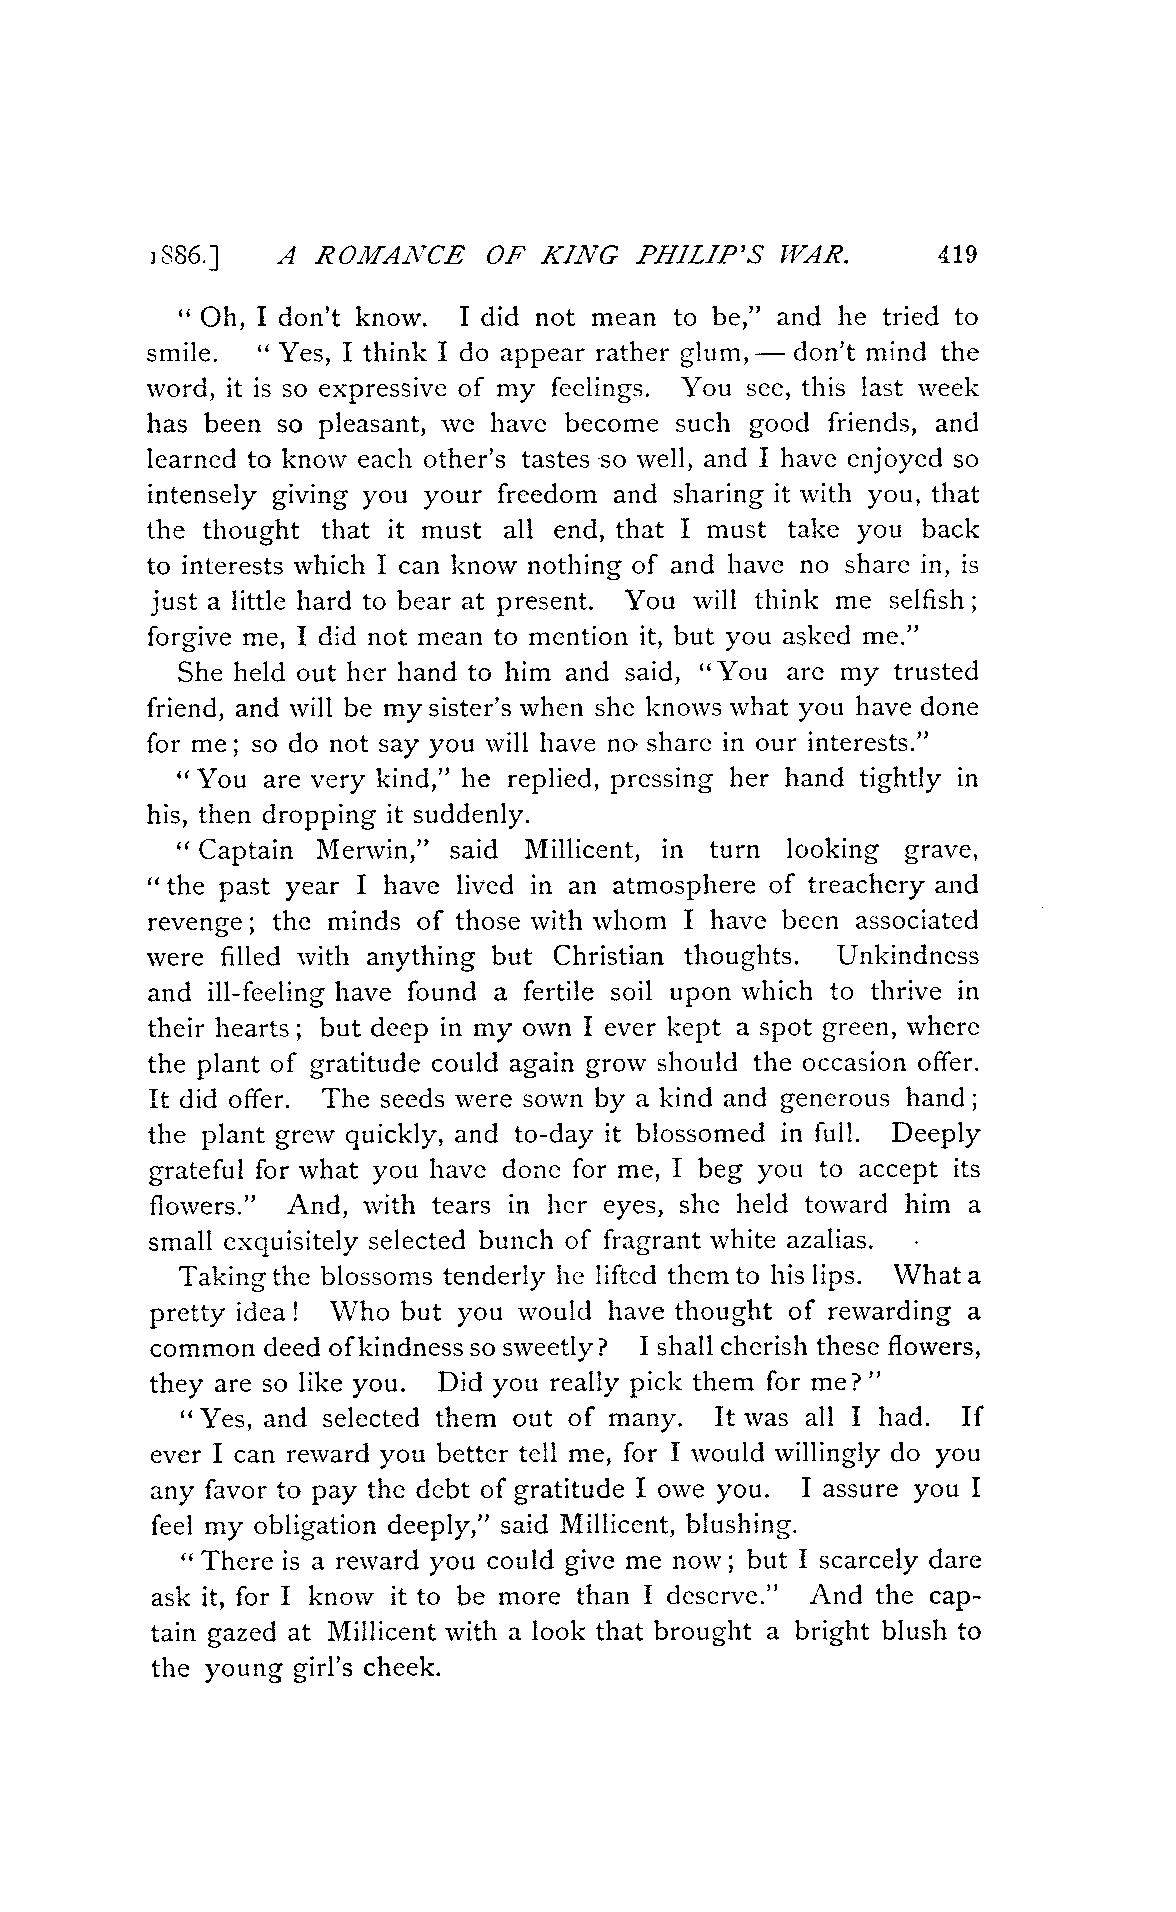 1886.] A ROMANCE OF KING PHILIP'S WAR. 419
“Oh, I don't know. I did not mean to be,” and he tried to
smile. “Yes, I think I do appear rather glum,— don't mind the
word, it is so expressive of my feelings. You see, this last week
has been so pleasant, we have become such good friends, and
learned to know each other's tastes so well, and I have enjoyed so
intensely giving you your freedom and sharing it with you, that
the thought that it must all end, that I must take you back
to interests which I can know nothing of and have no share in, is
just a little hard to bear at present. You will think me selfish;
forgive me, I did not mean to mention it, but you asked me.”
She held out her hand to him and said, “You are my trusted
friend, and will be my sister's when she knows what you have done
for me; so do not say you will have no share in our interests.”
“You are very kind,” he replied, pressing her hand tightly in
his, then dropping it suddenly.
“Captain Merwin,” said Millicent, in turn looking grave,
“the past year I have lived in an atmosphere of treachery and
revenge; the minds of those with whom I have been associated
were filled with anything but Christian thoughts. Unkindness
and ill-feeling have found a fertile soil upon which to thrive in
their hearts; but deep in my own I ever kept a spot green, where
the plant of gratitude could again grow should the occasion offer.
It did offer. The seeds were sown by a kind and generous hand;
the plant grew quickly, and to-day it blossomed in full. Deeply
grateful for what you have done for me, I beg you to accept its
flowers.” And, with tears in her eyes, she held toward him a
small exquisitely selected bunch of fragrant white azalias.
Taking the blossoms tenderly he lifted them to his lips. What a
pretty idea! Who but you would have thought of rewarding a
common deed of kindness so sweetly? I shall cherish these flowers,
they are so like you. Did you really pick them for me?”
“Yes, and selected them out of many. It was all I had. If
ever I can reward you better tell me, for I would willingly do you
any favor to pay the debt of gratitude I owe you. I assure you I
feel my obligation deeply,” said Millicent, blushing.
“There is a reward you could give me now; but I scarcely dare
ask it, for I know it to be more than I deserve.” And the cap-
tain gazed at Millicent with a look that brought a bright blush to
the young girl's cheek.